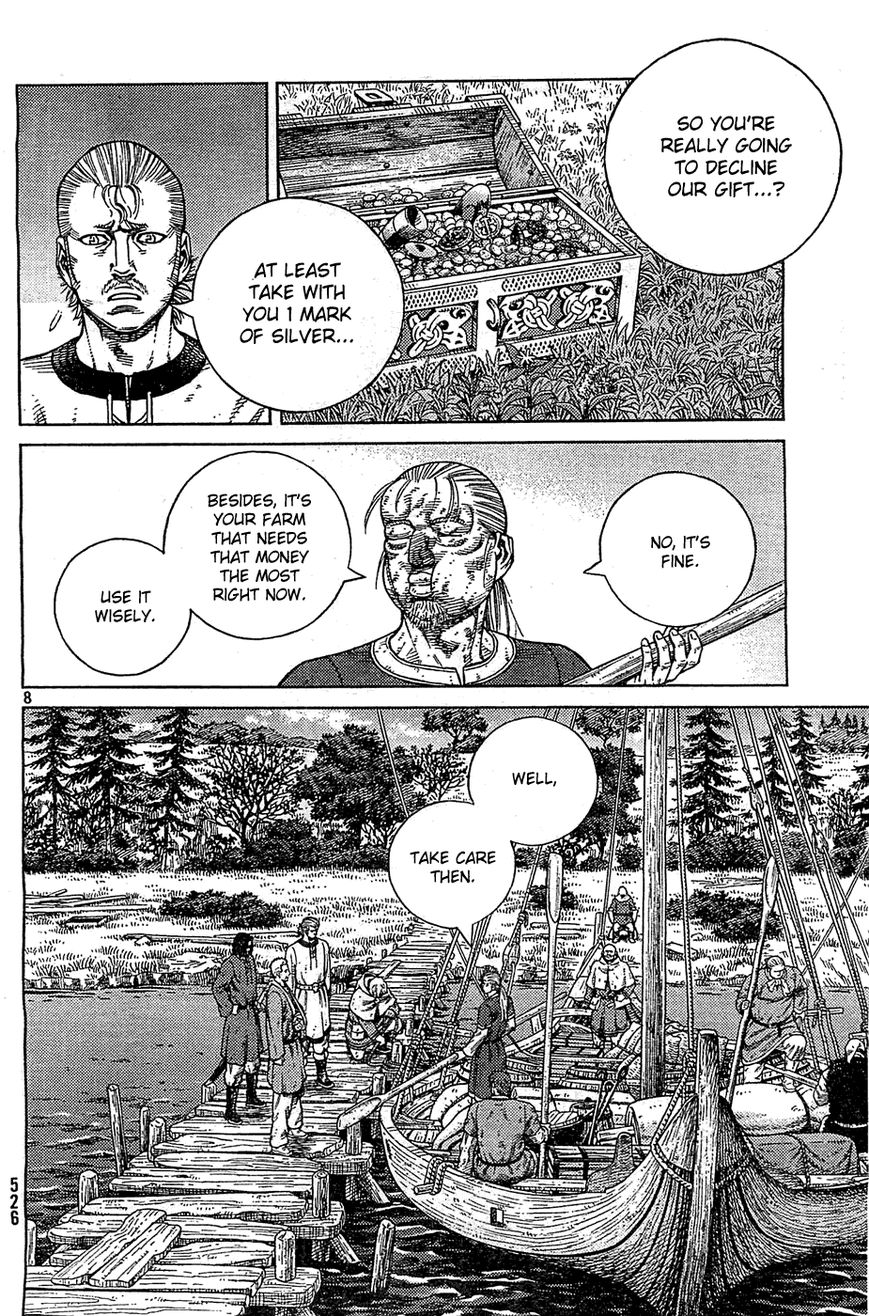 SO YOU'RE
REALLY GOING
TO DECLINE
OUR GIFT...?
AT LEAST
TAKE WITH
YOU 1 MARK
OF SILVER...
NO, IT'S
FINE.
BESIDES, IT'S
YOUR FARM
THAT NEEDS
THAT MONEY
THE MOST
RIGHT NOW.
USE IT
WISELY.
8
WELL,
TAKE CARE
THEN.
526